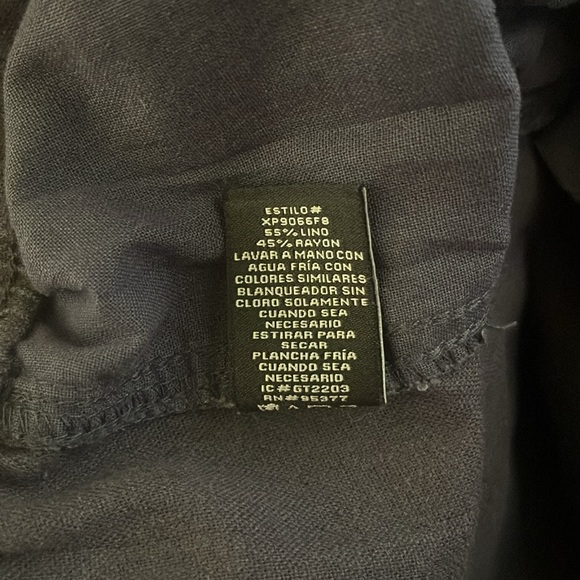 ESTILO#
XP9066F8
55% LINO
45% RAYON
LAVAR A MANO CON
AGUA FRÍA CON
COLORES SIMILARES
BLANQUEADOR SIN
CLORO SOLAMENTE
CUANDO SEA
NECESARIO
ESTIRAR PARA
SECAR
PLANCHA FRÍA
CUANDO SEA
NECESARIO
IC#GT2203
RN#95377